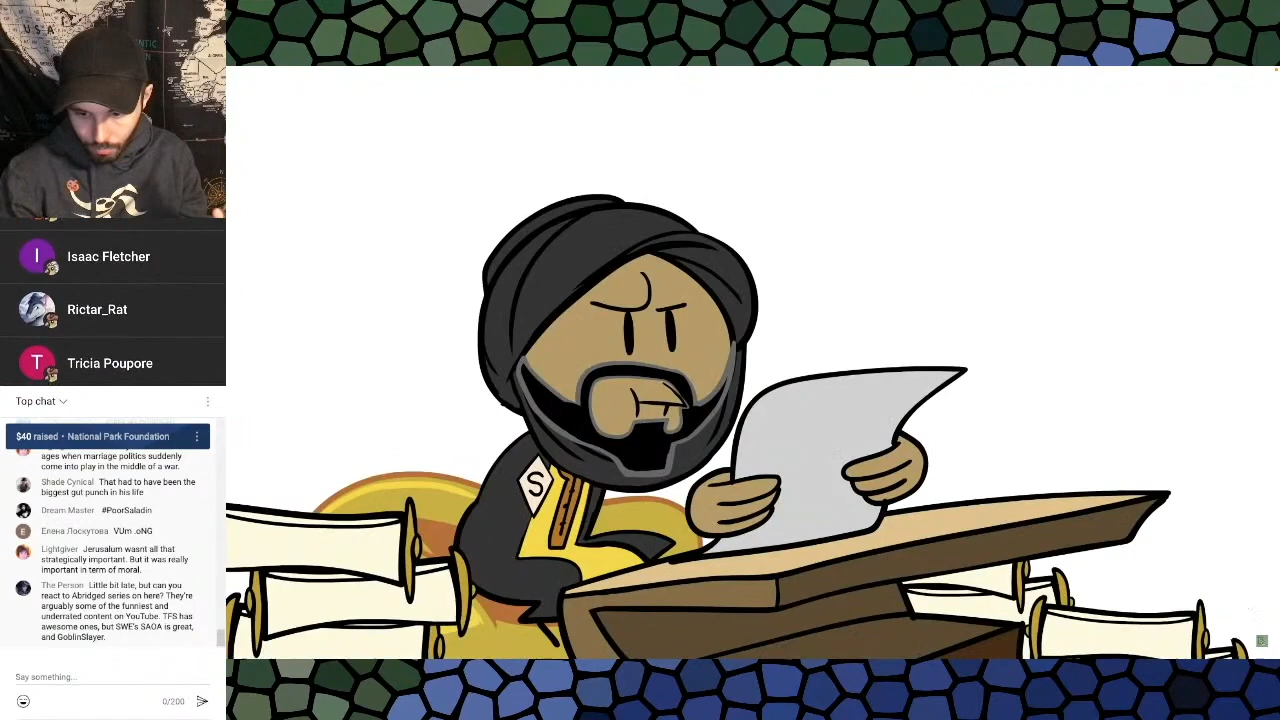 USA
Isaac Fletcher
Rictar_Rat
T
Tricia Poupore
Top chat
$40 raised • National Park Foundation
ages when marriage politics suddenly
come into play in the middle of a war.
Shade Cynical That had to have been the
biggest gut punch in his life
Dream Master #PoorSaladin
E
Елена Лоскутова VUm .oNG
Lightgiver Jerusalum wasnt all that
strategically important. But it was really
important in term of moral.
The Person Little bit late, but can you
react to Abridged series on here? They're
arguably some of the funniest and
underrated content on YouTube. TFS has
awesome ones, but SWE's SAOA is great,
and GoblinSlayer.
Say something...
0/200
I
S